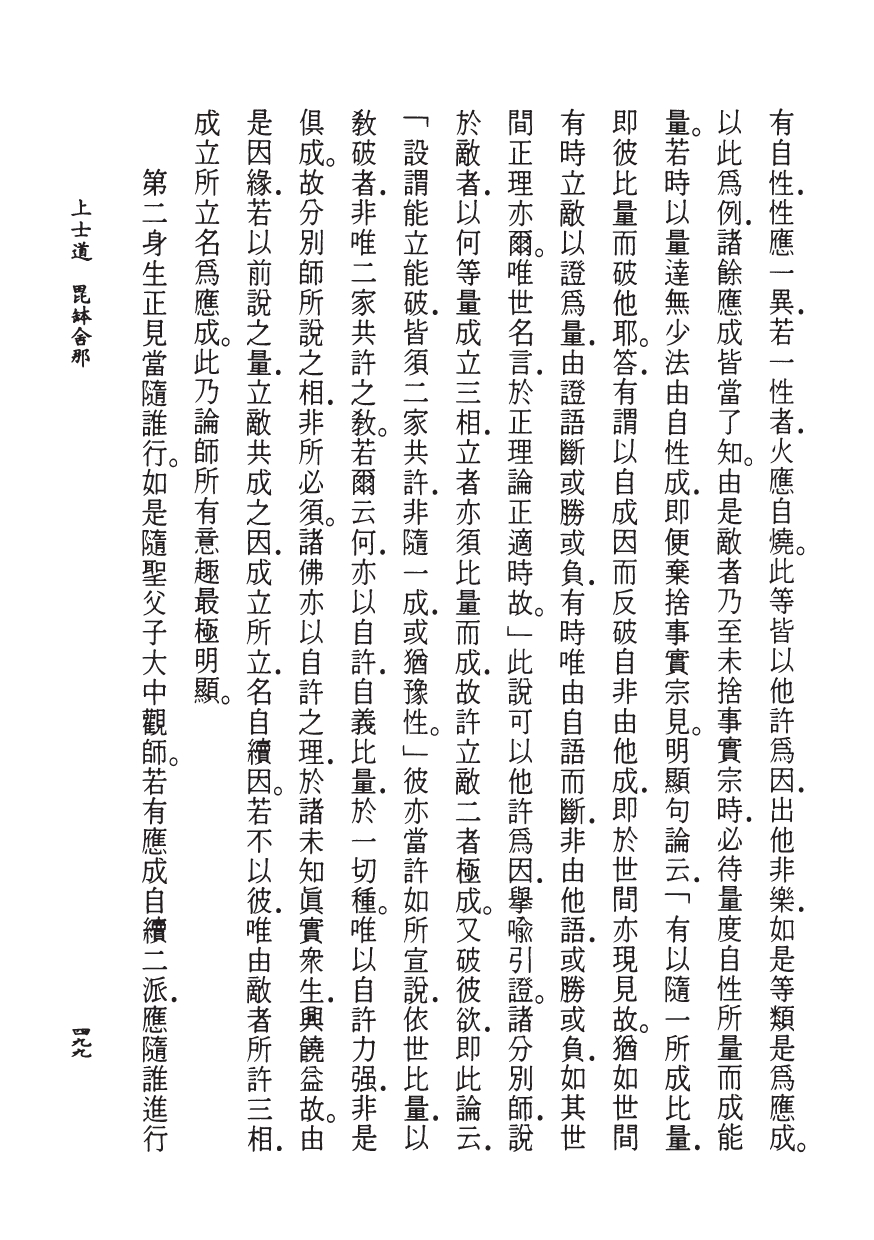 有自性．性應一異．若一性者．火應自燒。此等皆以他許爲因．出他非樂．如是等類是爲應成。
以此爲例．諸餘應成皆當了知。由是敵者乃至未捨事實宗時．必待量度自性所量而成能
量。若時以量達無少法由自性成．即便棄捨事實宗見。明顯句論云．「有以隨一所成比量．
即彼比量而破他耶。答．有謂以自成因而反破自非由他成．即於世間亦現見故。猶如世間
有時立敵以證爲量．由證語斷或勝或負．有時唯由自語而斷．非由他語．或勝或負．如其世
間正理亦爾。唯世名言．於正理論正適時故。」此說可以他許爲因．舉喩引證。諸分別師．說
於敵者．以何等量成立三相．立者亦須比量而成．故許立敵二者極成。又破彼欲．即此論云．
「設謂能立能破．皆須二家共許．非隨一成．或猶豫性。」彼亦當許如所宣說．依世比量．以
教破者．非唯二家共許之教。若爾云何．亦以自許．自義比量．於一切種。唯以自許力强．非是
俱成。故分別師所說之相．非所必須。諸佛亦以自許之理．於諸未知眞實衆生．興饒益故。由
是因緣．若以前說之量．立敵共成之因．成立所立．名自續因。若不以彼．唯由敵者所許三相．
成立所立名爲應成。此乃論師所有意趣最極明顯。
第二身生正見當隨誰行。如是隨聖父子大中觀師。若有應成自續二派．應隨誰進行
上士道 毘鉢舍那
四九九